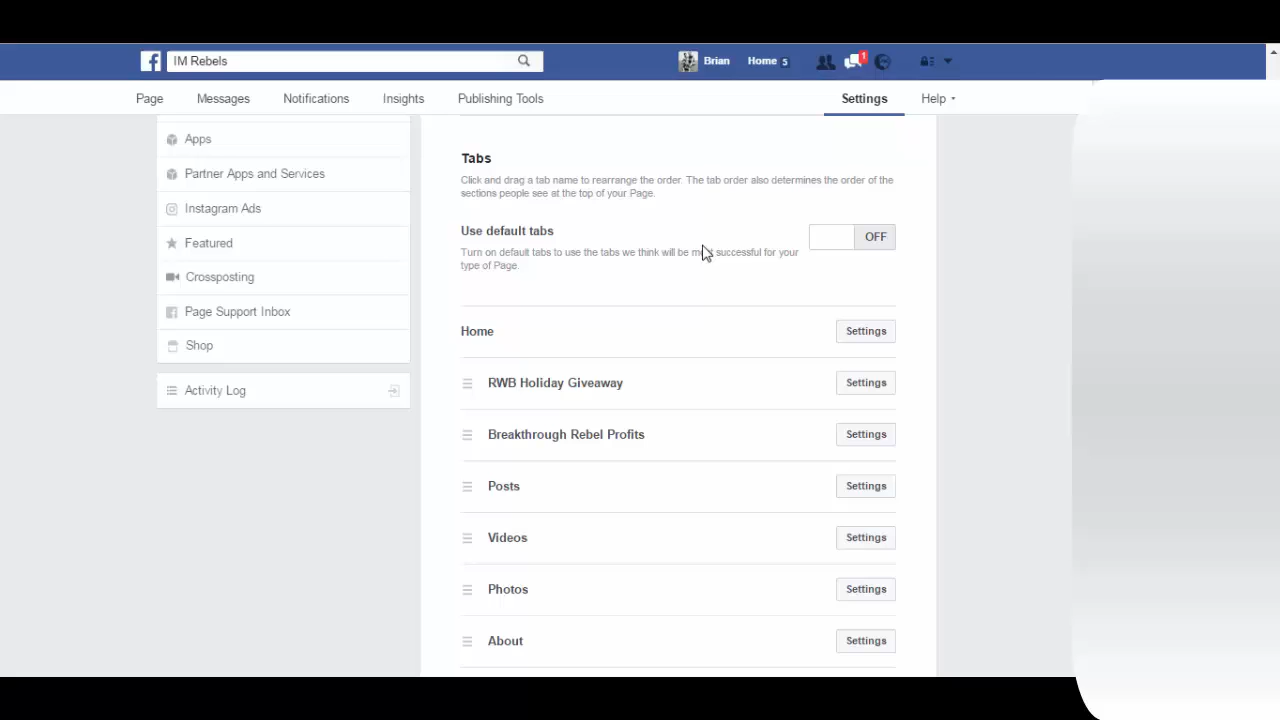 IM Rebels
Brian
Home 5
1
Page
Messages
Notifications
Insights
Publishing Tools
Settings
Help
Apps
Partner Apps and Services
Instagram Ads
Featured
Crossposting
Page Support Inbox
Shop
Activity Log
Tabs
Click and drag a tab name to rearrange the order. The tab order also determines the order of the
sections people see at the top of your Page.
Use default tabs
OFF
Turn on default tabs to use the tabs we think will be most successful for your
type of Page.
Home
Settings
RWB Holiday Giveaway
Settings
Breakthrough Rebel Profits
Settings
Posts
Settings
Videos
Settings
Photos
Settings
About
Settings